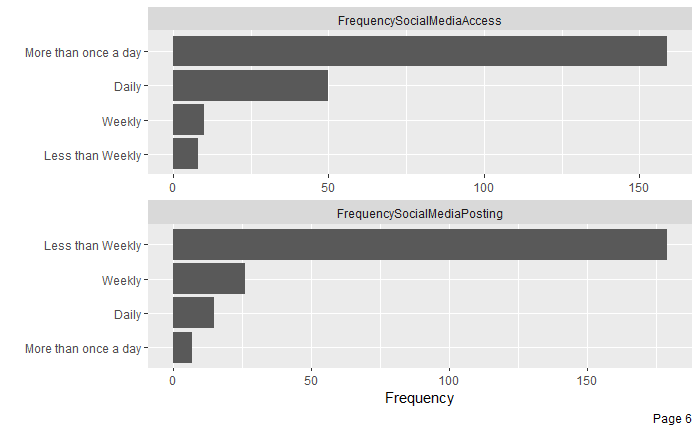 FrequencySocialMediaAccess
More than once a day
Daily
Weekly
Less than Weekly
0 50 100 150
FrequencySocialMediaPosting
Less than Weekly
Weekly
Daily
More than once a day
0 50 100 150
Frequency
Page 6